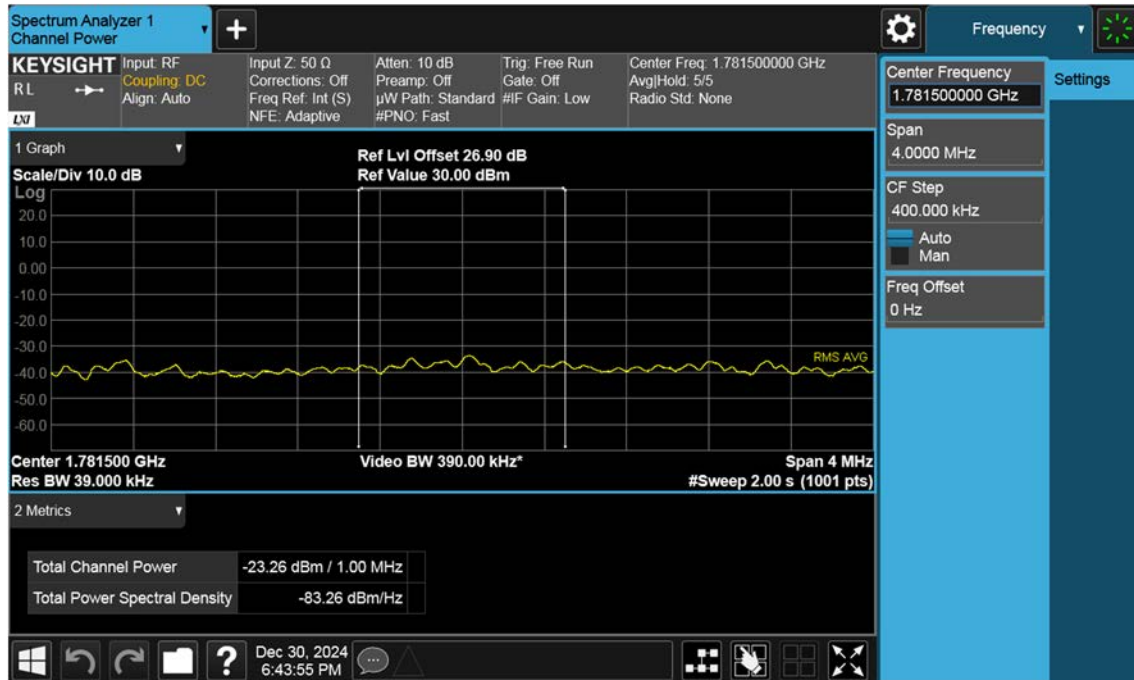 Spectrum Analyzer 1
Channel Power
Frequency
KEYSIGHT
RL
LXI
Input: RF
Coupling: DC
Align: Auto
Input Z: 50 Ω
Corrections: Off
Freq Ref: Int (S)
NFE: Adaptive
Atten: 10 dB
Preamp: Off
µW Path: Standard
#PNO: Fast
Trig: Free Run
Gate: Off
#IF Gain: Low
Center Freq: 1.781500000 GHz
Avg|Hold: 5/5
Radio Std: None
Center Frequency
1.781500000 GHz
Settings
Span
4.0000 MHz
CF Step
400.000 kHz
Auto
Man
Freq Offset
0 Hz
1 Graph
Scale/Div 10.0 dB
Ref Lvl Offset 26.90 dB
Ref Value 30.00 dBm
Log
20.0
10.0
0.00
-10.0
-20.0
-30.0
-40.0
-50.0
-60.0
RMS AVG
Center 1.781500 GHz
Res BW 39.000 kHz
Video BW 390.00 kHz*
Span 4 MHz
#Sweep 2.00 s (1001 pts)
2 Metrics
Total Channel Power -23.26 dBm / 1.00 MHz
Total Power Spectral Density -83.26 dBm/Hz
?
Dec 30, 2024
6:43:55 PM